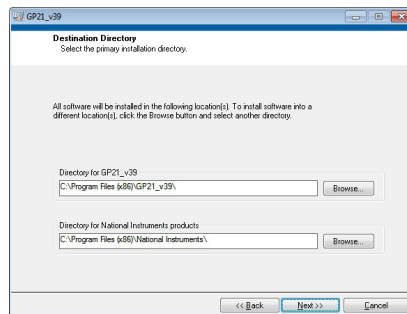 GP21_v39
Destination Directory
Select the primary installation directory.
All software will be installed in the following location(s). To install software into a
different location(s), click the Browse button and select another directory.
Directory for GP21_v39
C:\Program Files (x86)\GP21_v39\
Browse...
Directory for National Instruments products
C:\Program Files (x86)\National Instruments\
Browse...
<< Back
Next >>
Cancel